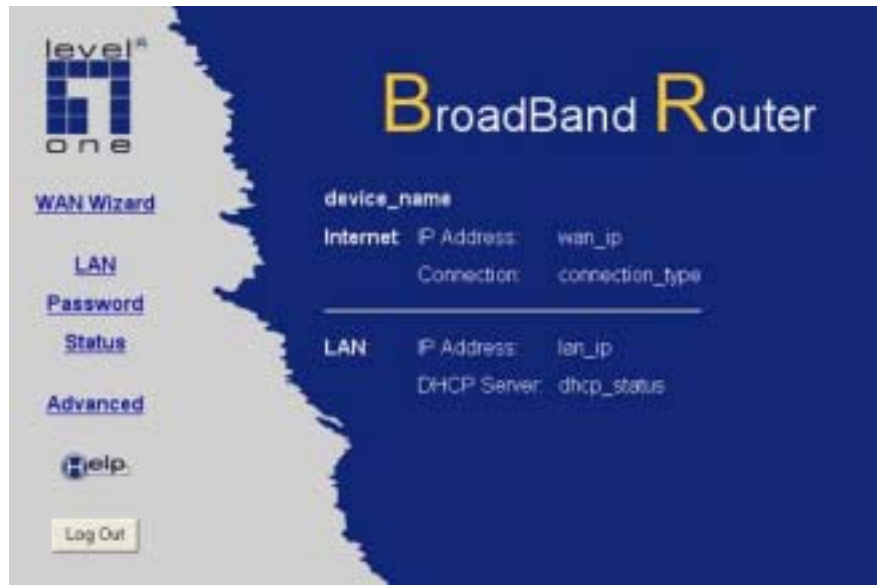 level®
one
BroadBand Router
WAN Wizard
LAN
Password
Status
Advanced
Help
Log Out
device_name
Internet: IP Address: wan_ip
Connection: connection_type
LAN: IP Address: lan_ip
DHCP Server: dhcp_status